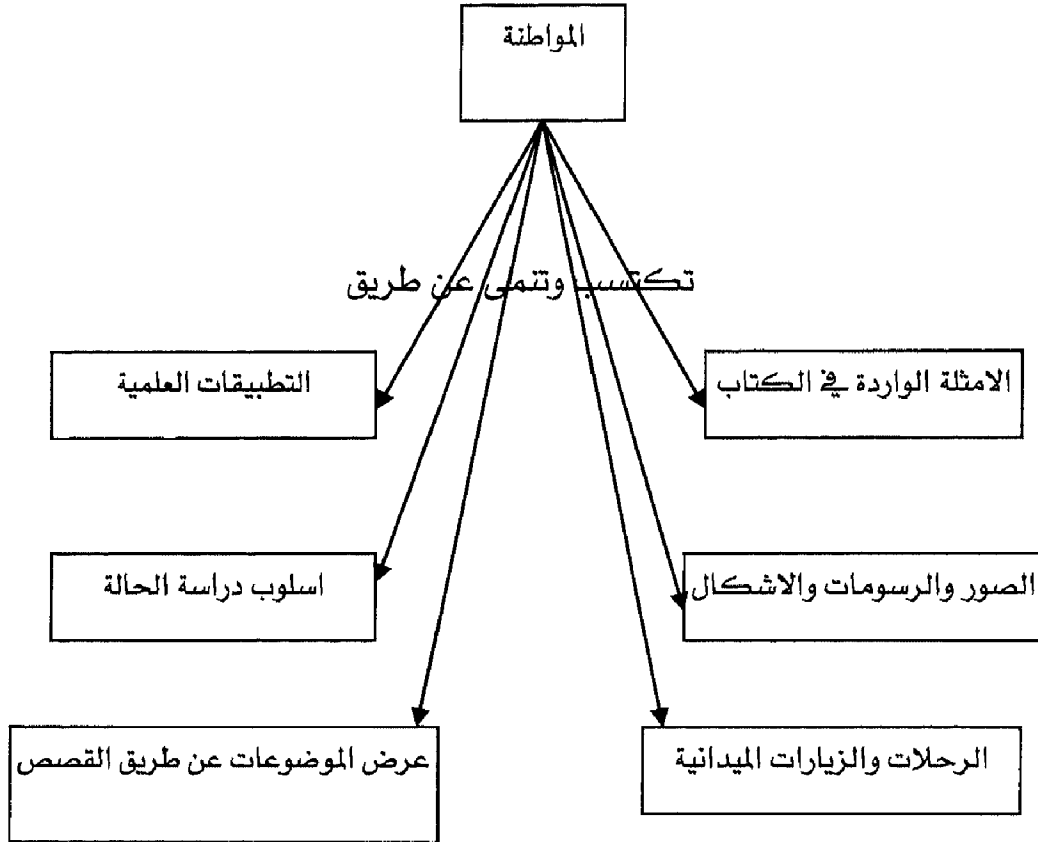 المواطنة
تكتسب وتنمى عن طريق
الامثلة الواردة في الكتاب
التطبيقات العلمية
الصور والرسومات والاشكال
اسلوب دراسة الحالة
الرحلات والزيارات الميدانية
عرض الموضوعات عن طريق القصص